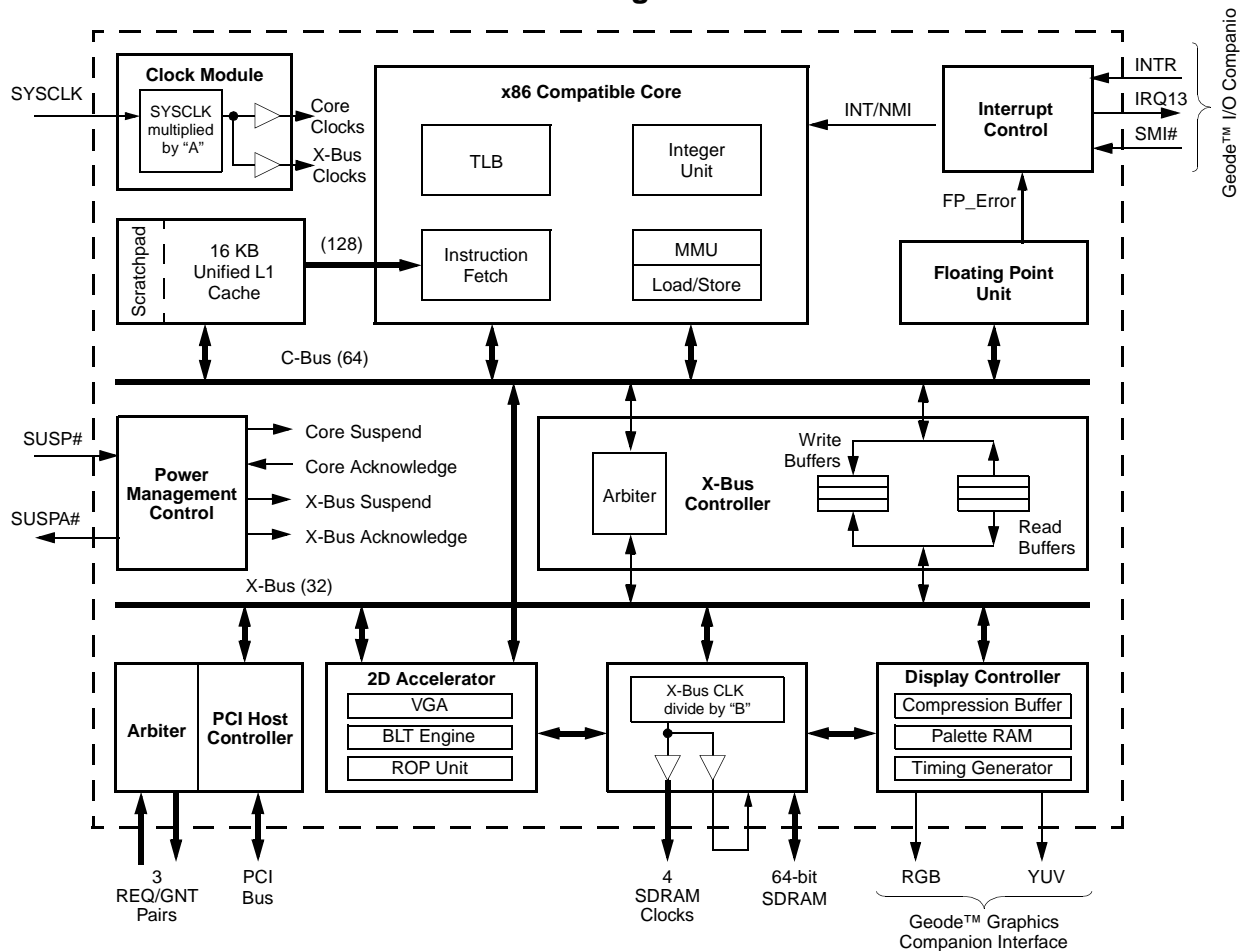 Clock Module
SYSCLK
SYSCLK
multiplied
by “A”
Core
Clocks
X-Bus
Clocks
x86 Compatible Core
TLB
Integer
Unit
Instruction
Fetch
MMU
Load/Store
INT/NMI
Interrupt
Control
INTR
IRQ13
SMI#
Geode™ I/O Companio
FP_Error
Floating Point
Unit
Scratchpad
16 KB
Unified L1
Cache
(128)
C-Bus (64)
SUSP#
SUSPA#
Power
Management
Control
Core Suspend
Core Acknowledge
X-Bus Suspend
X-Bus Acknowledge
Arbiter
X-Bus
Controller
Write
Buffers
Read
Buffers
X-Bus (32)
Arbiter
PCI Host
Controller
2D Accelerator
VGA
BLT Engine
ROP Unit
X-Bus CLK
divide by “B”
Display Controller
Compression Buffer
Palette RAM
Timing Generator
3
REQ/GNT
Pairs
PCI
Bus
4
SDRAM
Clocks
64-bit
SDRAM
RGB
YUV
Geode™ Graphics
Companion Interface